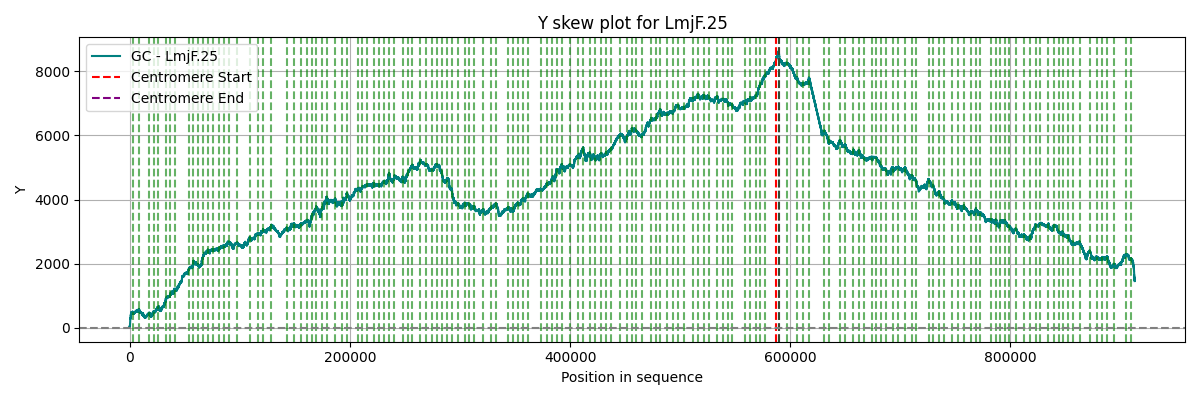 Y skew plot for LmjF.25
GC - LmjF.25
Centromere Start
Centromere End
8000
6000
4000
2000
0
Y
0 200000 400000 600000 800000
Position in sequence